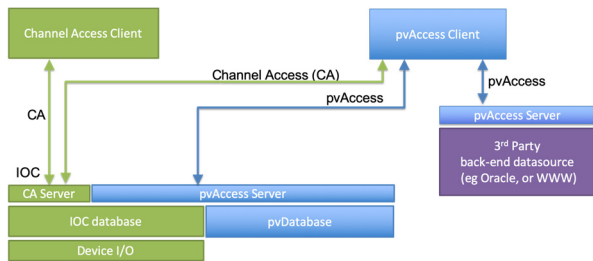 Channel Access Client
pvAccess Client
Channel Access (CA)
pvAccess
pvAccess
CA
pvAccess Server
3rd Party
back-end datasource
(eg Oracle, or WWW)
IOC
CA Server
pvAccess Server
IOC database
pvDatabase
Device I/O